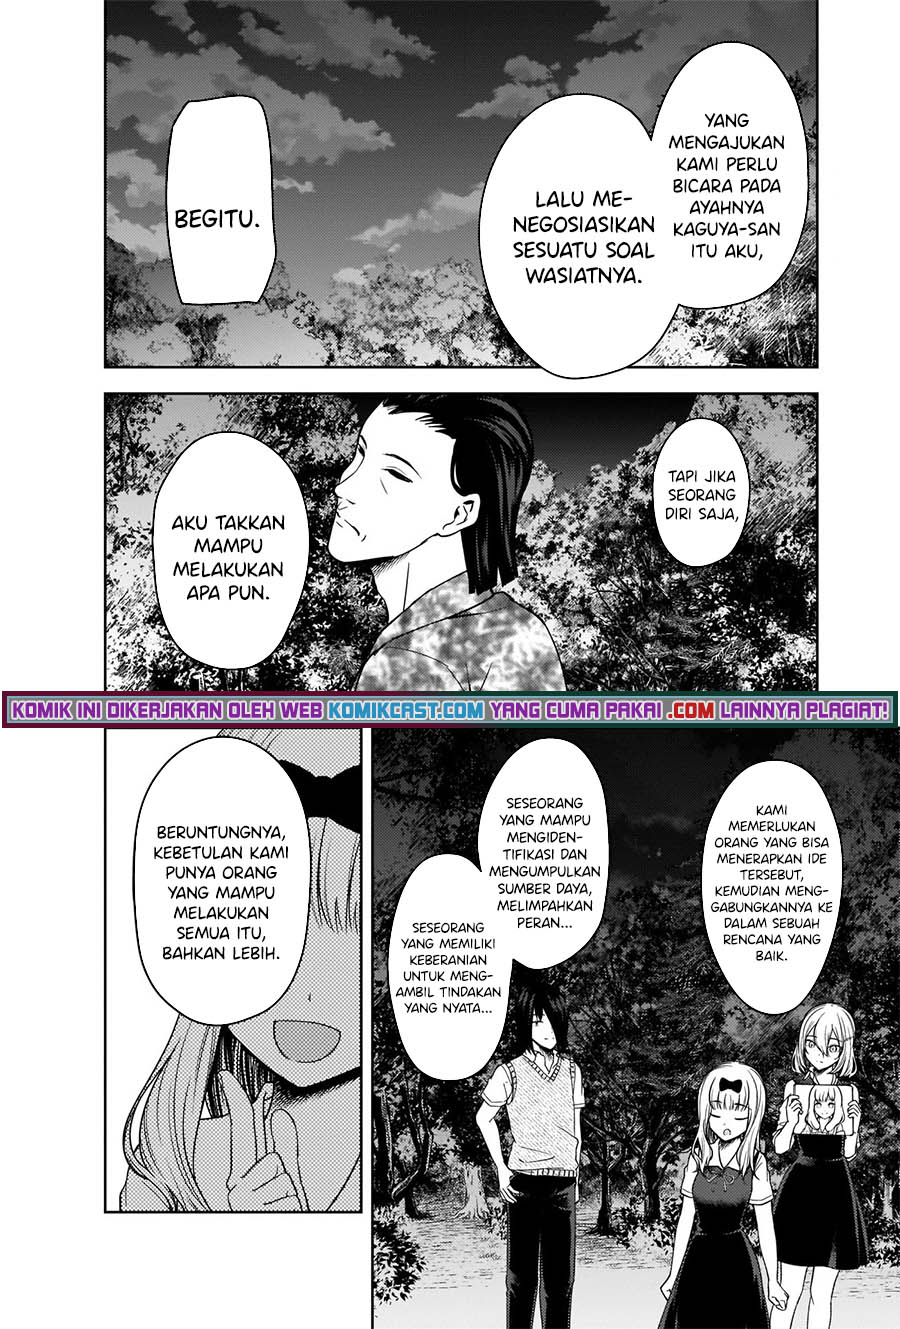 YANG
MENGAJUKAN
KAMI PERLU
BICARA PADA
AYAHNYA
KAGUYA-SAN
ITU AKU,
LALU ME-
NEGOSIASIKAN
SESUATU SOAL
WASIATNYA.
BEGITU.
TAPI JIKA
SEORANG
DIRI SAJA,
AKU TAKKAN
MAMPU
MELAKUKAN
APA PUN.
KOMIK INI DIKERJAKAN OLEH WEB KOMIKCAST.COM YANG CUMA PAKAI .COM LAINNYA PLAGIAT!
KAMI
MEMERLUKAN
ORANG YANG BISA
MENERAPKAN IDE
TERSEBUT,
KEMUDIAN MENG-
GABUNGKANNYA KE
DALAM SEBUAH
RENCANA YANG
BAIK.
SESEORANG
YANG MAMPU
MENGIDEN-
TIFIKASI DAN
MENGUMPULKAN
SUMBER DAYA,
MELIMPAHKAN
PERAN...
SESEORANG
YANG MEMILIKI
KEBERANIAN
UNTUK MENG-
AMBIL TINDAKAN
YANG NYATA...
BERUNTUNGNYA,
KEBETULAN KAMI
PUNYA ORANG
YANG MAMPU
MELAKUKAN
SEMUA ITU,
BAHKAN LEBIH.